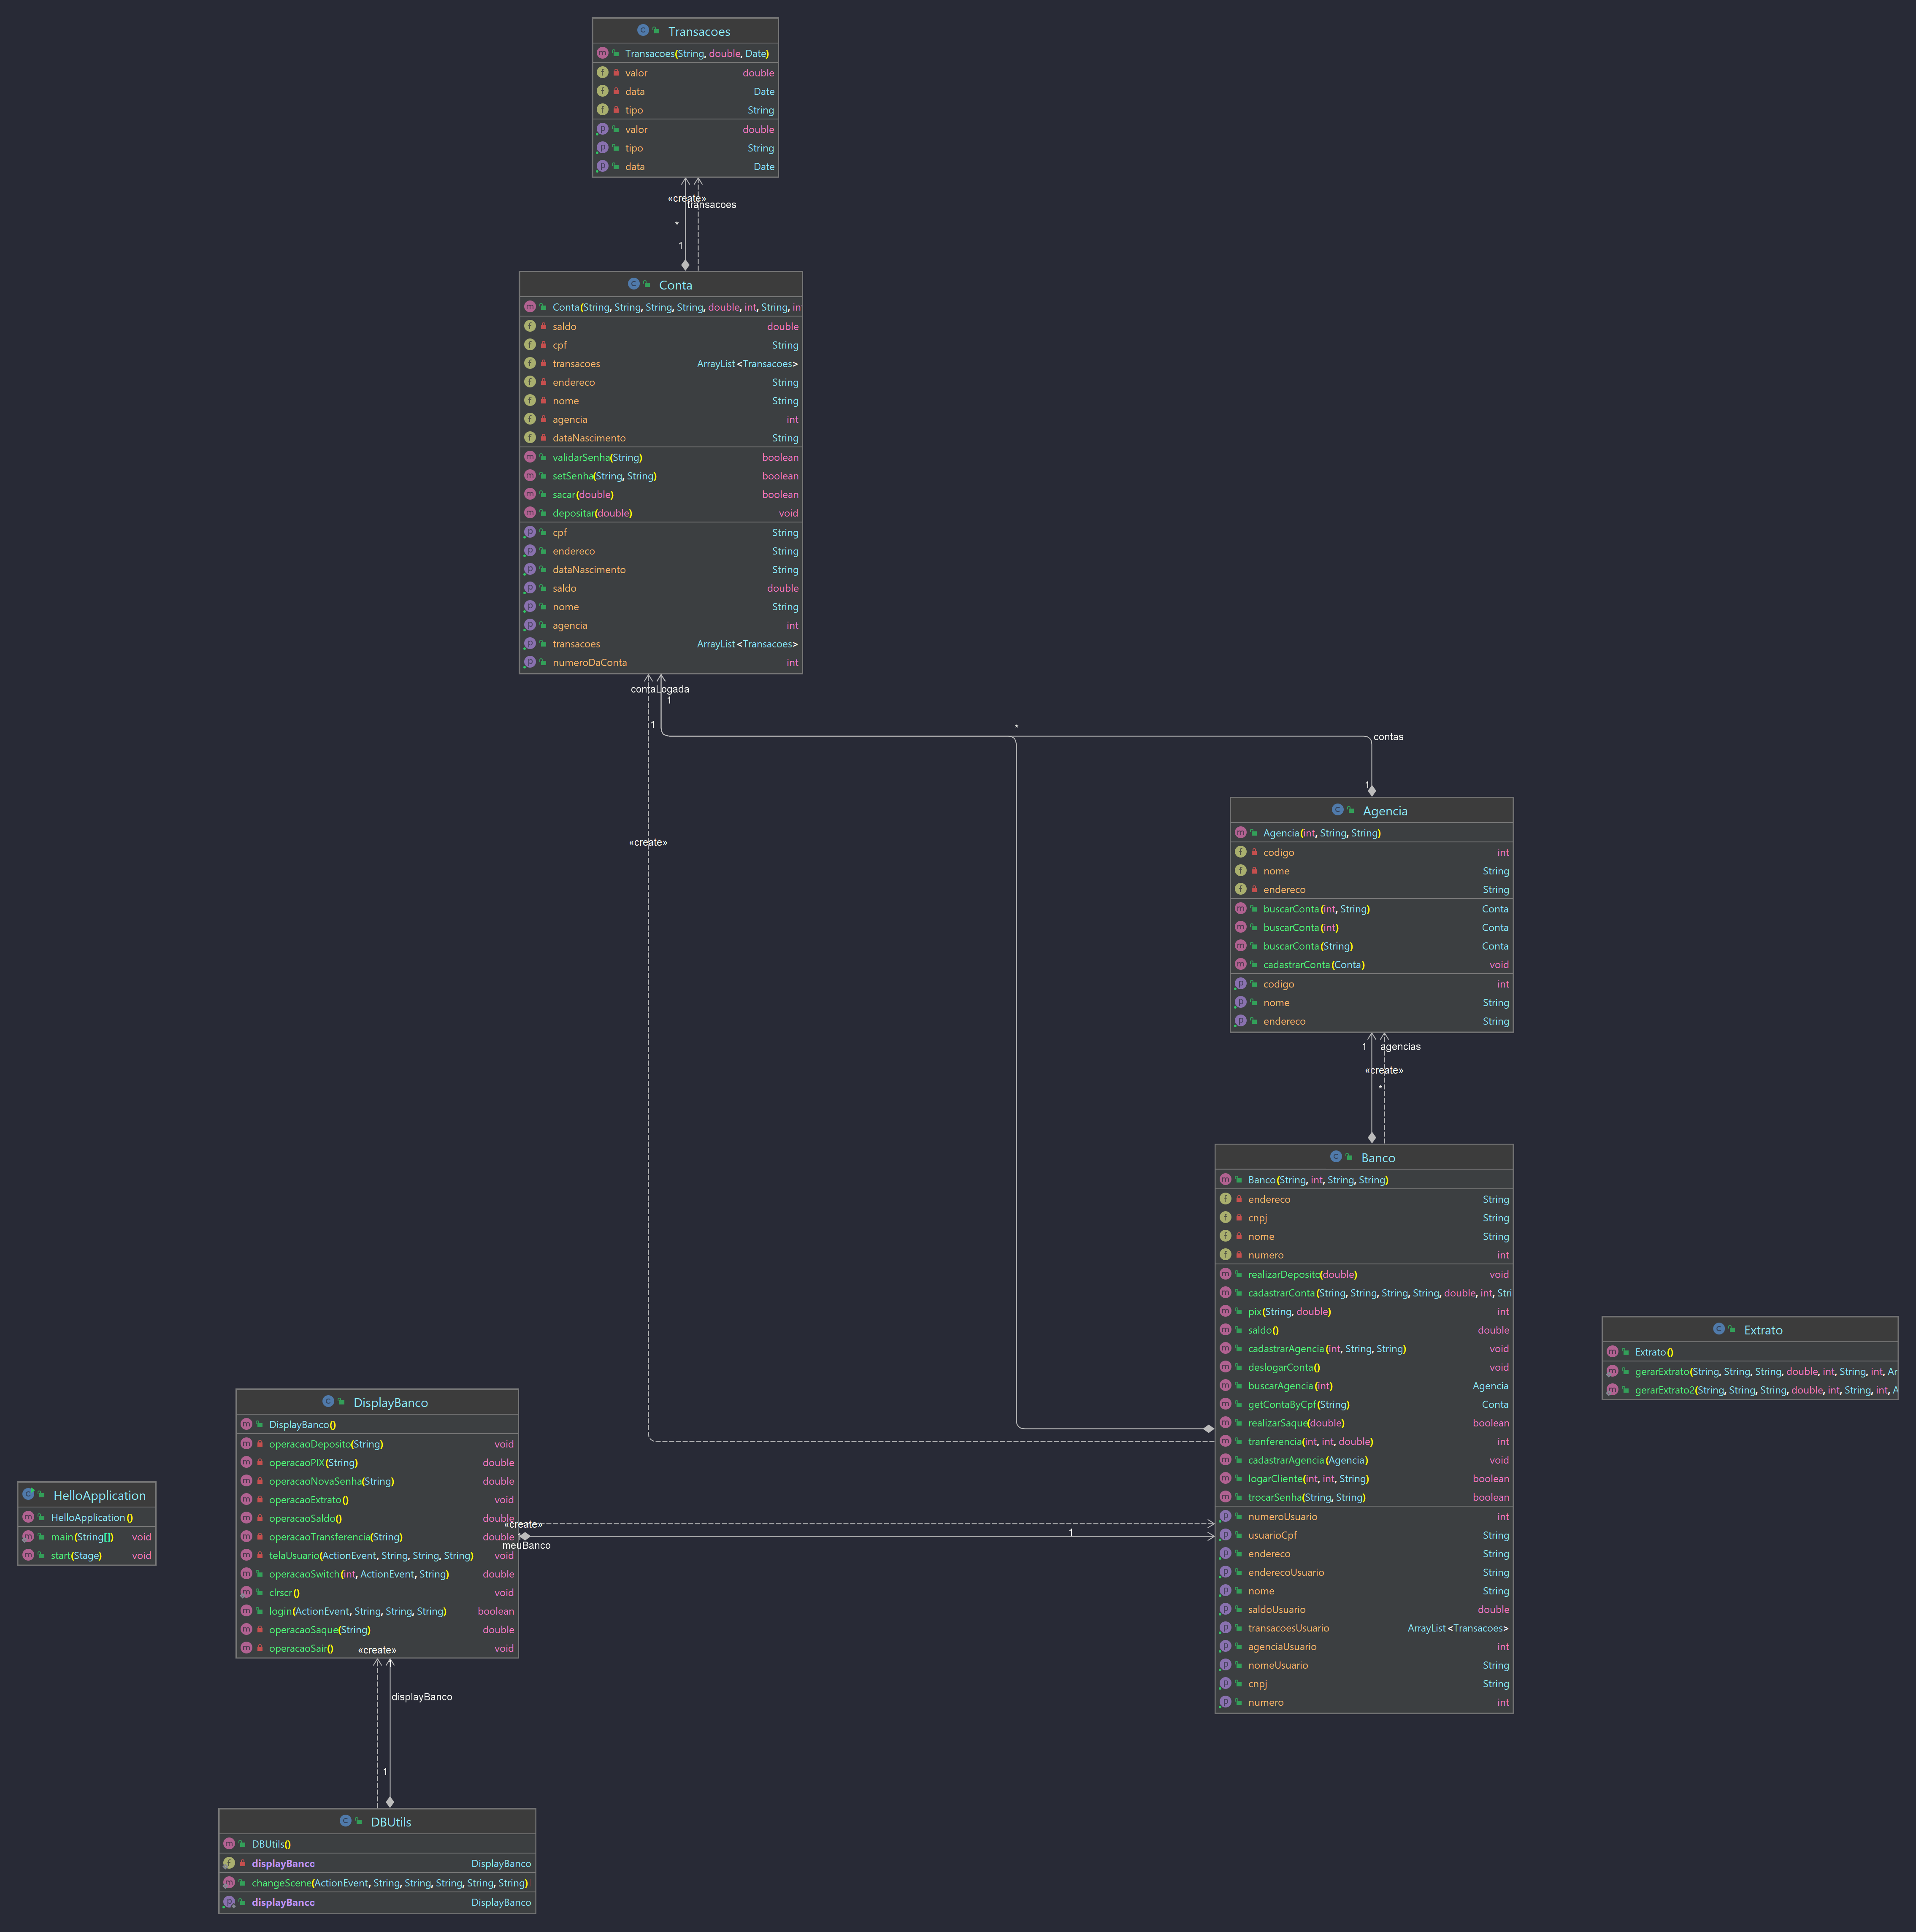 Transacoes
Transacoes(String, double, Date)
valor double
data Date
tipo String
valor double
tipo String
data Date
«create»
transacoes
*
1
Conta
Conta(String, String, String, String, double, int, String, in
saldo double
cpf String
transacoes ArrayList<Transacoes>
endereco String
nome String
agencia int
dataNascimento String
validarSenha(String) boolean
setSenha(String, String) boolean
sacar(double) boolean
depositar(double) void
cpf String
endereco String
dataNascimento String
saldo double
nome String
agencia int
transacoes ArrayList<Transacoes>
numeroDaConta int
contaLogada
1
1
*
contas
1
«create»
Agencia
Agencia(int, String, String)
codigo int
nome String
endereco String
buscarConta(int, String) Conta
buscarConta(int) Conta
buscarConta(String) Conta
cadastrarConta(Conta) void
codigo int
nome String
endereco String
1
agencias
«create»
*
Banco
Banco(String, int, String, String)
endereco String
cnpj String
nome String
numero int
realizarDeposito(double) void
cadastrarConta(String, String, String, String, double, int, Stri
pix(String, double) int
saldo() double
cadastrarAgencia(int, String, String) void
deslogarConta() void
buscarAgencia(int) Agencia
getContaByCpf(String) Conta
realizarSaque(double) boolean
tranferencia(int, int, double) int
cadastrarAgencia(Agencia) void
logarCliente(int, int, String) boolean
trocarSenha(String, String) boolean
numeroUsuario int
usuarioCpf String
endereco String
enderecoUsuario String
nome String
saldoUsuario double
transacoesUsuario ArrayList<Transacoes>
agenciaUsuario int
nomeUsuario String
cnpj String
numero int
Extrato
Extrato()
gerarExtrato(String, String, String, double, int, String, int, Ar
gerarExtrato2(String, String, String, double, int, String, int, A
DisplayBanco
DisplayBanco()
operacaoDeposito(String) void
operacaoPIX(String) double
operacaoNovaSenha(String) double
operacaoExtrato() void
operacaoSaldo() double
operacaoTransferencia(String) double
telaUsuario(ActionEvent, String, String, String) void
operacaoSwitch(int, ActionEvent, String) double
clrscr() void
login(ActionEvent, String, String, String) boolean
operacaoSaque(String) double
operacaoSair() void
«create»
meuBanco
1
HelloApplication
HelloApplication()
main(String[]) void
start(Stage) void
«create»
displayBanco
1
DBUtils
DBUtils()
displayBanco DisplayBanco
changeScene(ActionEvent, String, String, String, String, String)
displayBanco DisplayBanco